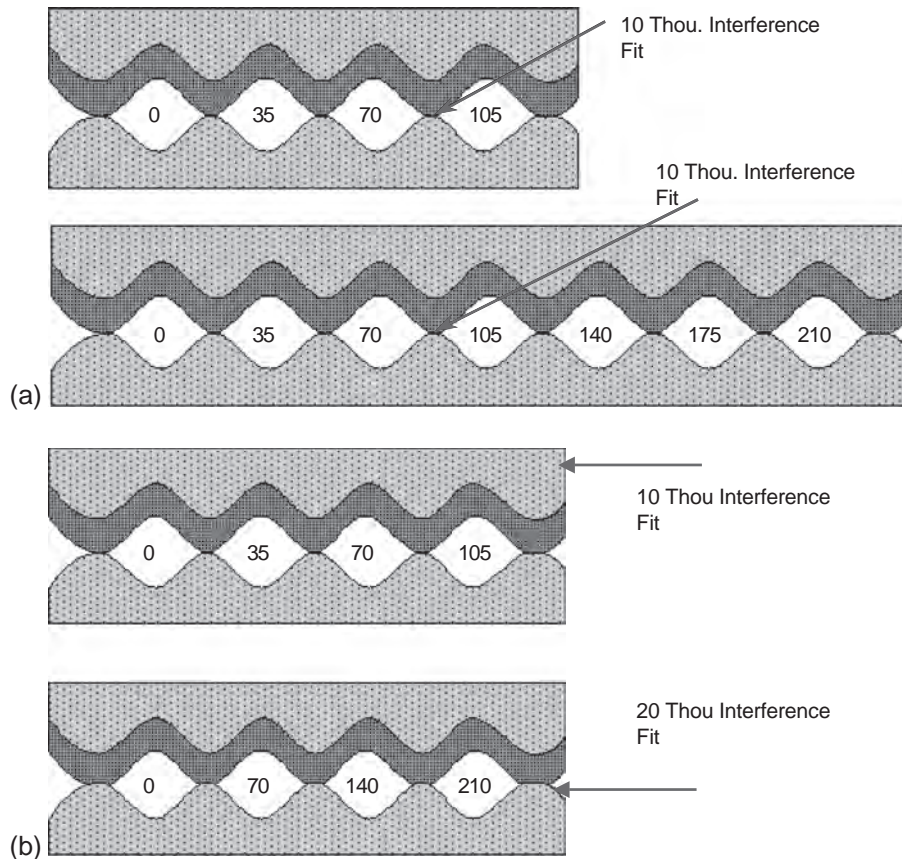 10 Thou. Interference
Fit
0 35 70 105
10 Thou. Interference
Fit
0 35 70 105 140 175 210
(a)
10 Thou Interference
Fit
0 35 70 105
20 Thou Interference
Fit
0 70 140 210
(b)